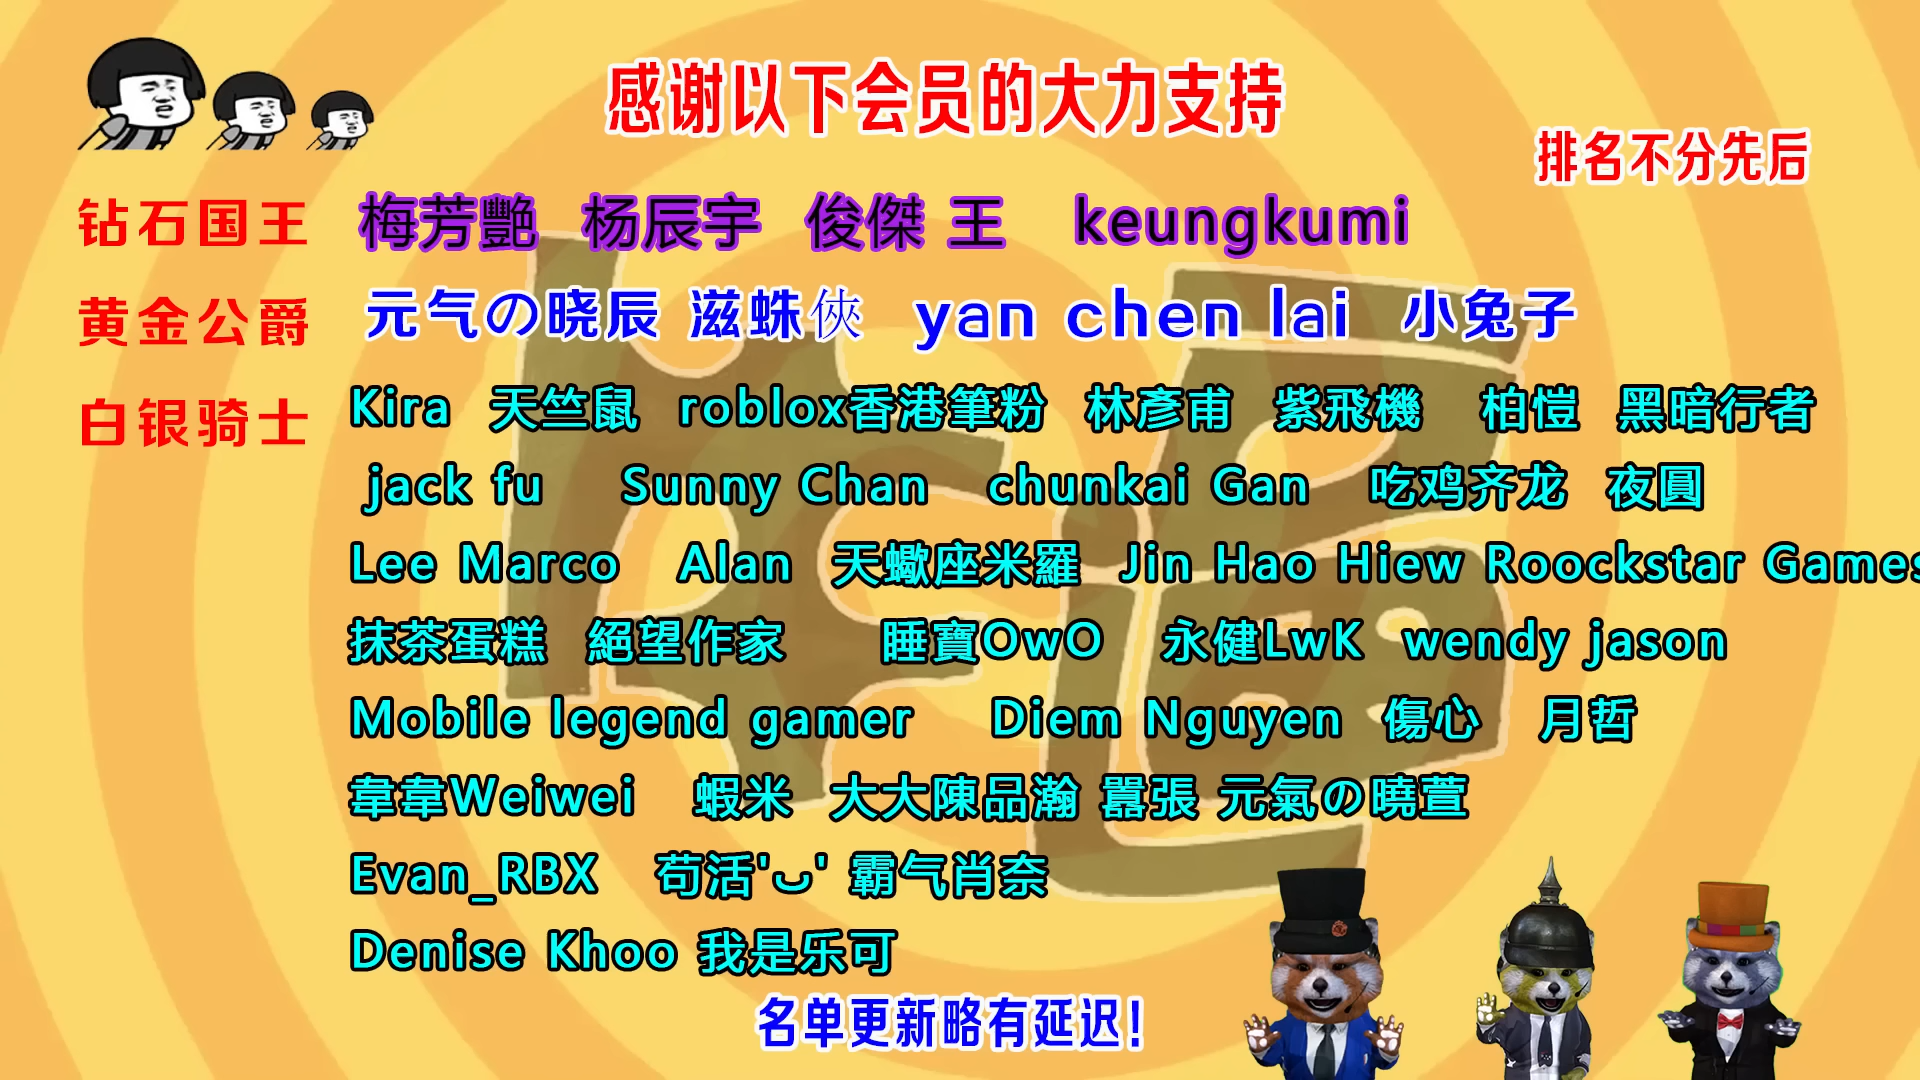 感谢以下会员的大力支持
排名不分先后
钻石国王 梅芳艷 杨辰宇 俊傑 王 keungkumi
黄金公爵 元气の晓辰 滋蛛俠 yan chen lai 小兔子
白银骑士 Kira 天竺鼠 roblox香港筆粉 林彥甫 紫飛機 柏愷 黑暗行者
jack fu Sunny Chan chunkai Gan 吃鸡齐龙 夜圓
Lee Marco Alan 天蠍座米羅 Jin Hao Hiew Roockstar Games
抹茶蛋糕 絕望作家 睡寶OwO 永健LwK wendy jason
Mobile legend gamer Diem Nguyen 傷心 月哲
韋韋Weiwei 蝦米 大大陳品瀚 囂張 元氣の曉萱
Evan_RBX 苟活'ᴗ' 霸气肖奈
Denise Khoo 我是乐可
名单更新略有延迟！